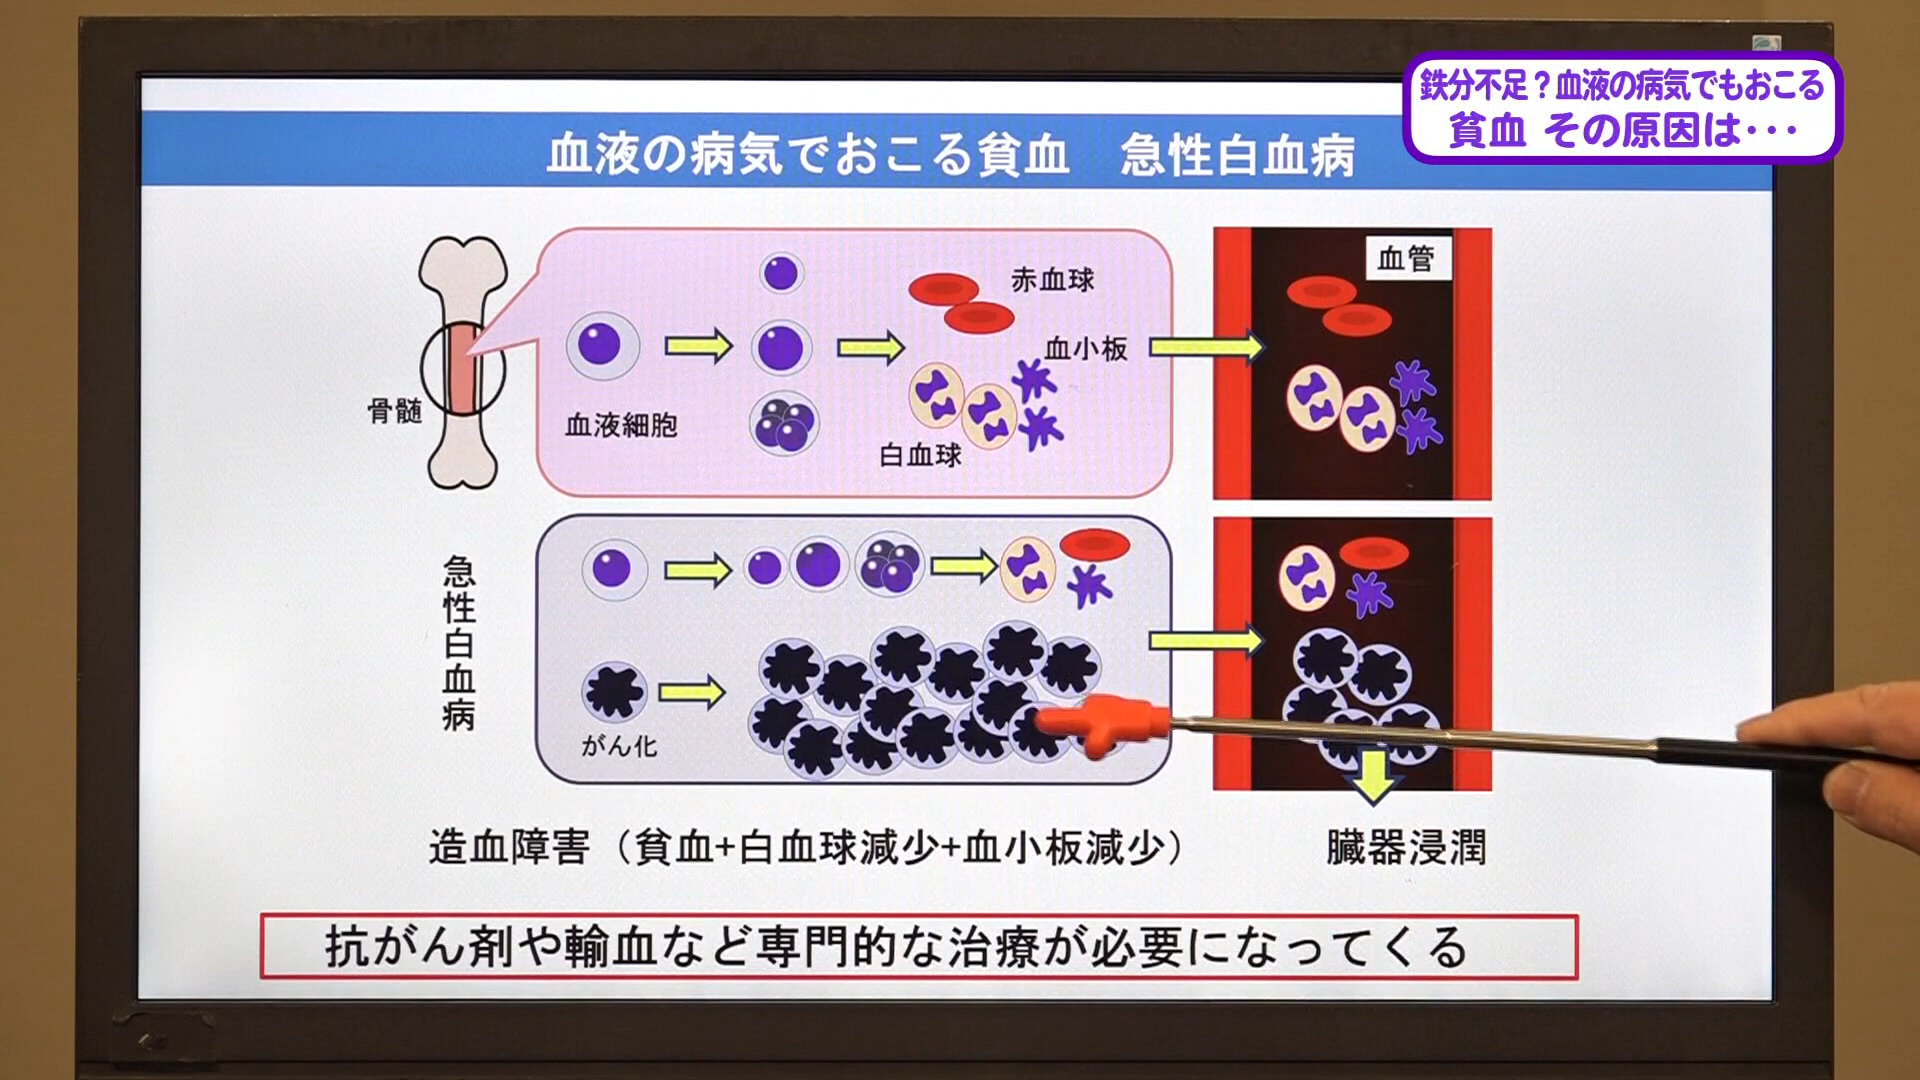 鉄分不足？血液の病気でもおこる
貧血 その原因は･･･
血液の病気でおこる貧血　急性白血病
血管
赤血球
血小板
骨髄
血液細胞
白血球
急性白血病
がん化
造血障害（貧血+白血球減少+血小板減少）
臓器浸潤
抗がん剤や輸血など専門的な治療が必要になってくる